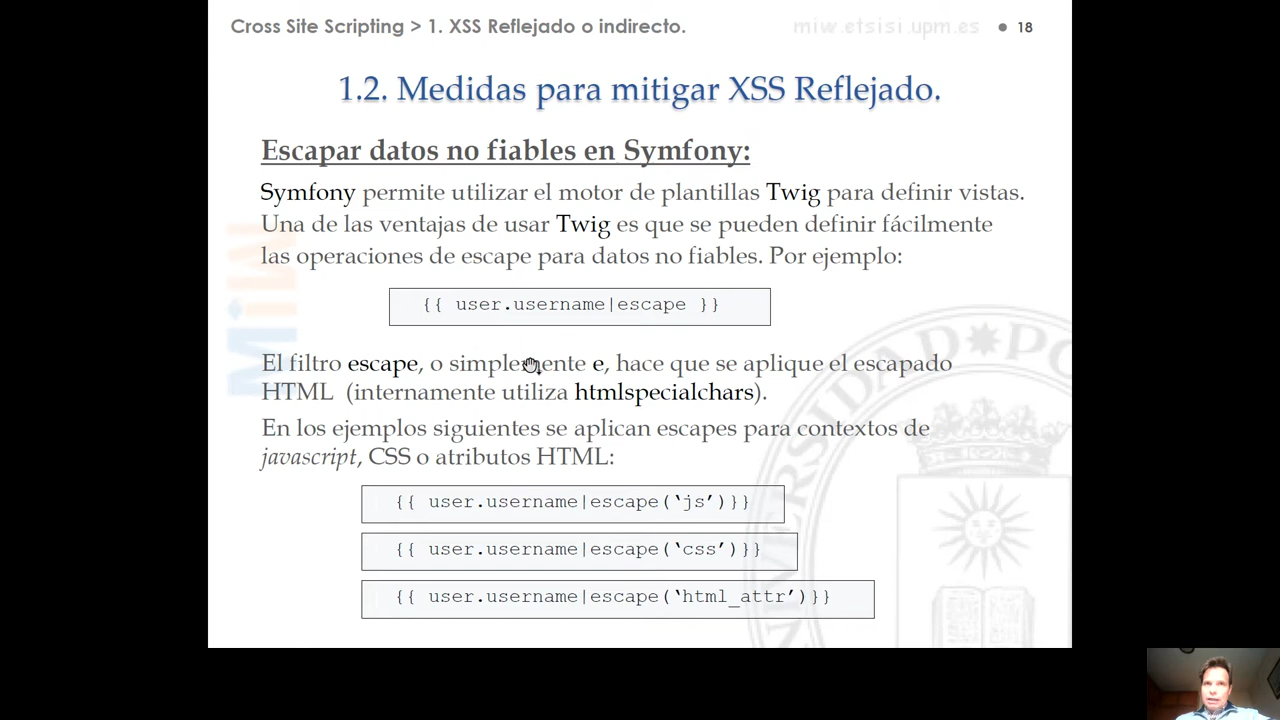 Cross Site Scripting > 1. XSS Reflejado o indirecto.
miw.etsisi.upm.es
18
1.2. Medidas para mitigar XSS Reflejado.
Escapar datos no fiables en Symfony:
Symfony permite utilizar el motor de plantillas Twig para definir vistas.
Una de las ventajas de usar Twig es que se pueden definir fácilmente
las operaciones de escape para datos no fiables. Por ejemplo:
{{ user.username|escape }}
El filtro escape, o simplemente e, hace que se aplique el escapado
HTML (internamente utiliza htmlspecialchars).
En los ejemplos siguientes se aplican escapes para contextos de
javascript, CSS o atributos HTML:
{{ user.username|escape(‘js’)}}
{{ user.username|escape(‘css’)}}
{{ user.username|escape(‘html_attr’)}}
MiW
UNIVERSIDAD PO